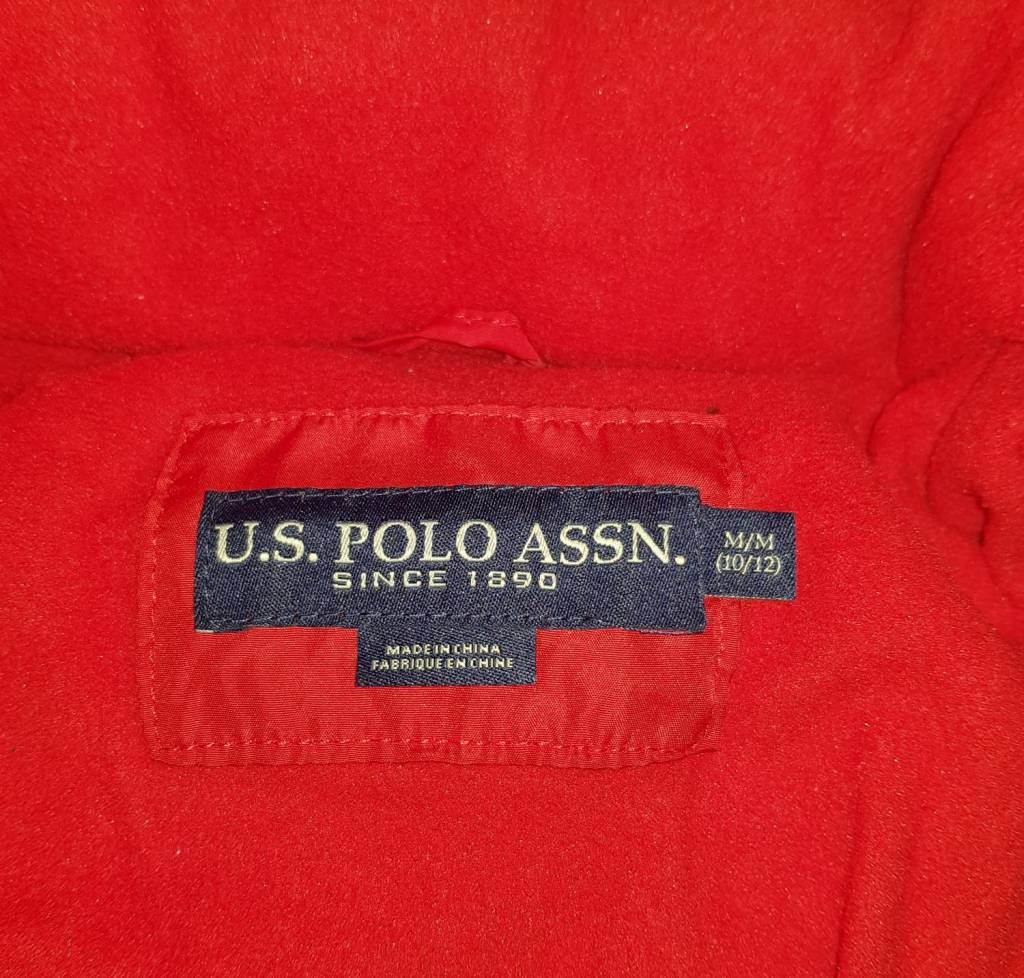 U.S. POLO ASSN.
SINCE 1890
M/M
(10/12)
MADE IN CHINA
FABRIQUE EN CHINE